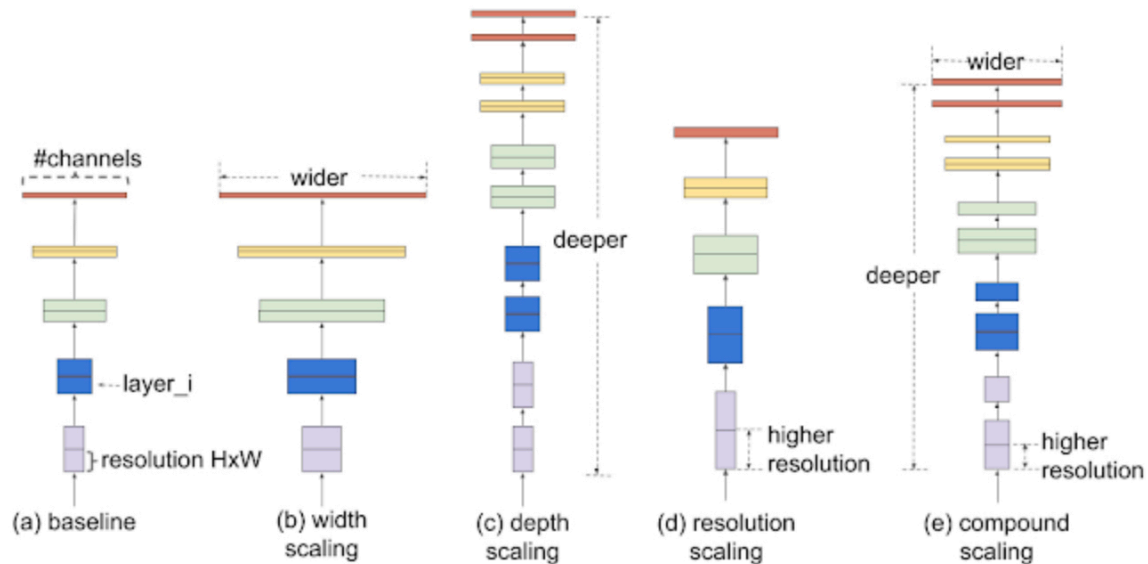 #channels
layer_i
resolution HxW
(a) baseline
wider
(b) width
scaling
deeper
(c) depth
scaling
higher
resolution
(d) resolution
scaling
wider
deeper
higher
resolution
(e) compound
scaling